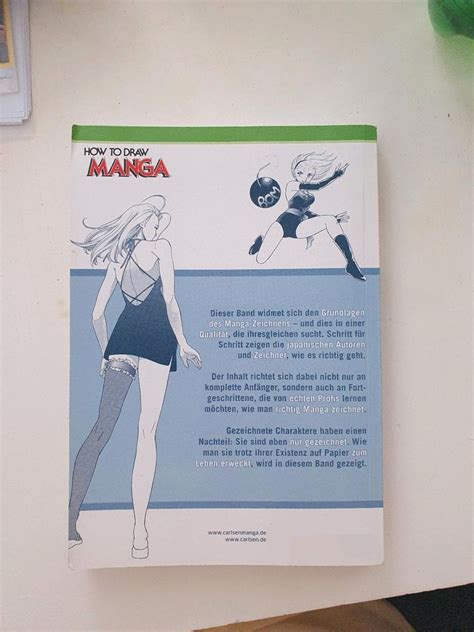 HOW TO DRAW
MANGA
BOM
Dieser Band widmet sich den Grundlagen
des Manga-Zeichnens – und dies in einer
Qualität, die ihresgleichen sucht. Schritt für
Schritt zeigen die japanischen Autoren
und Zeichner, wie es richtig geht.
Der Inhalt richtet sich dabei nicht nur an
komplette Anfänger, sondern auch an Fort-
geschrittene, die von echten Profis lernen
möchten, wie man richtig Manga zeichnet.
Gezeichnete Charaktere haben einen
Nachteil: Sie sind eben nur gezeichnet. Wie
man sie trotz ihrer Existenz auf Papier zum
Leben erweckt, wird in diesem Band gezeigt.
www.carlsenmanga.de
www.carlsen.de